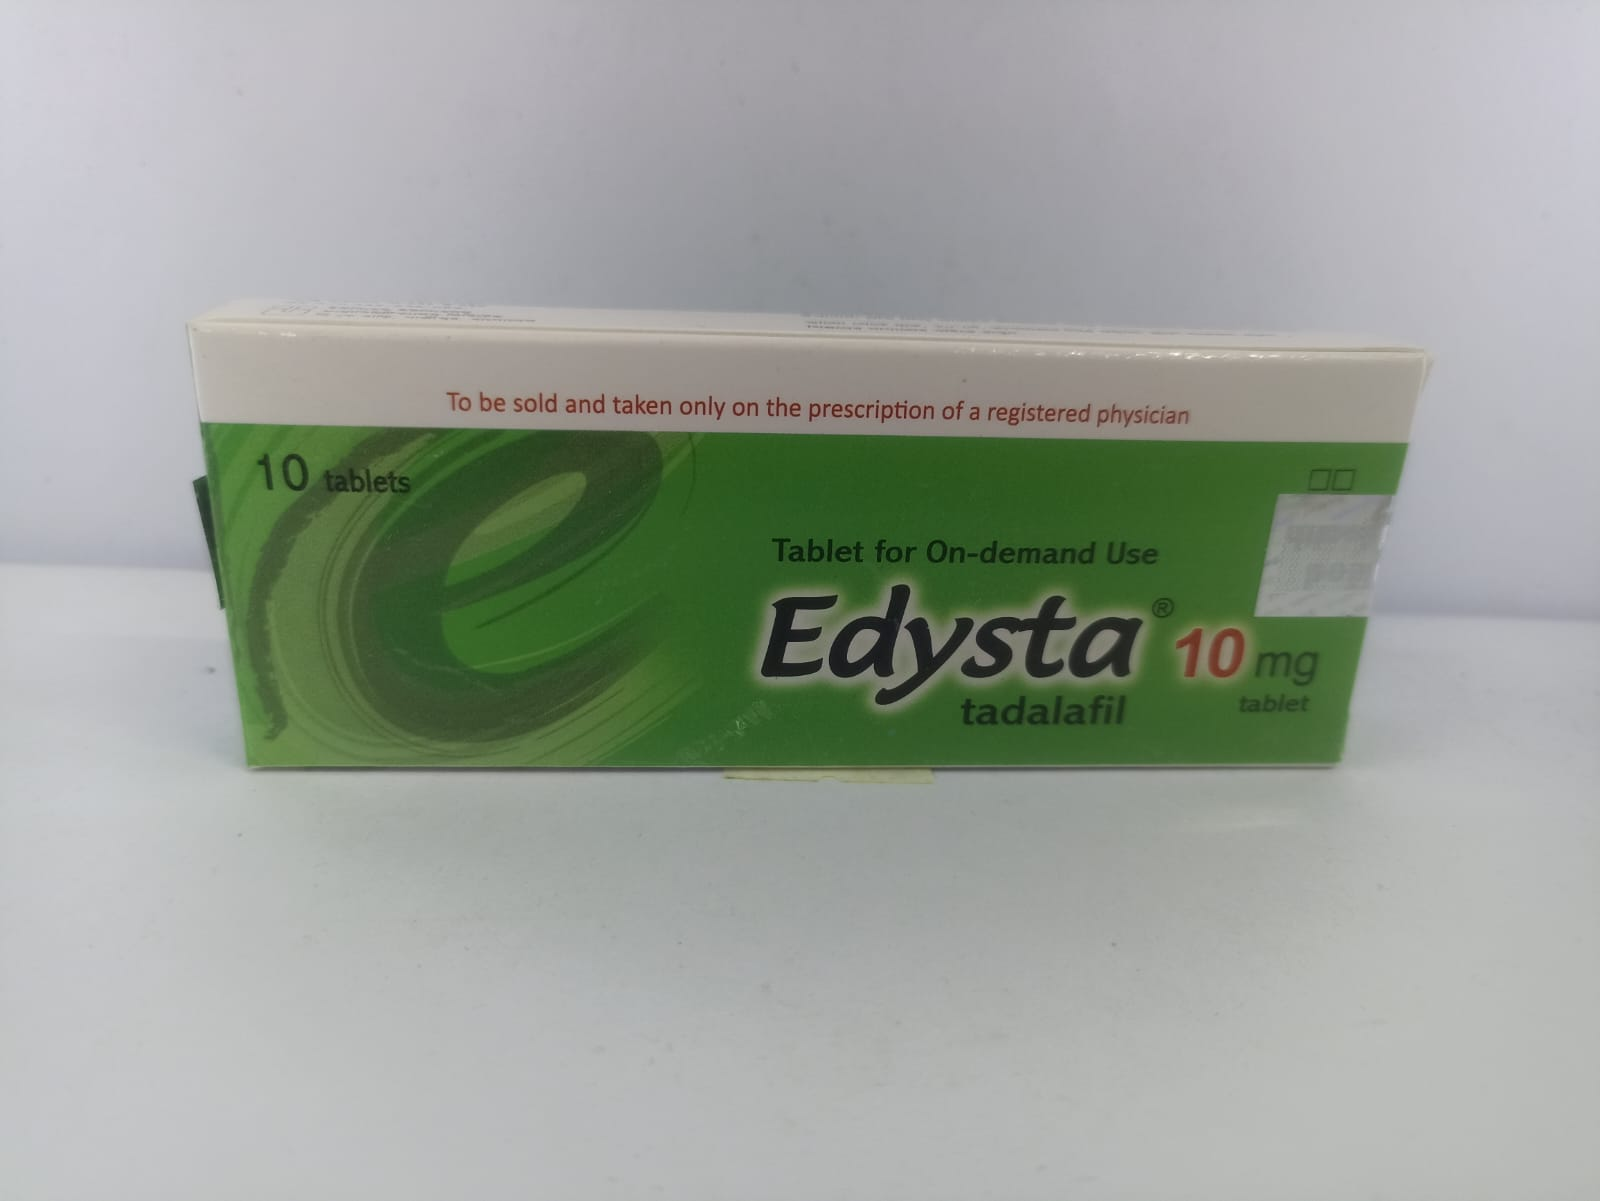 To be sold and taken only on the prescription of a registered physician
10 tablets
Tablet for On-demand Use
Edysta®
10 mg
tadalafil
tablet